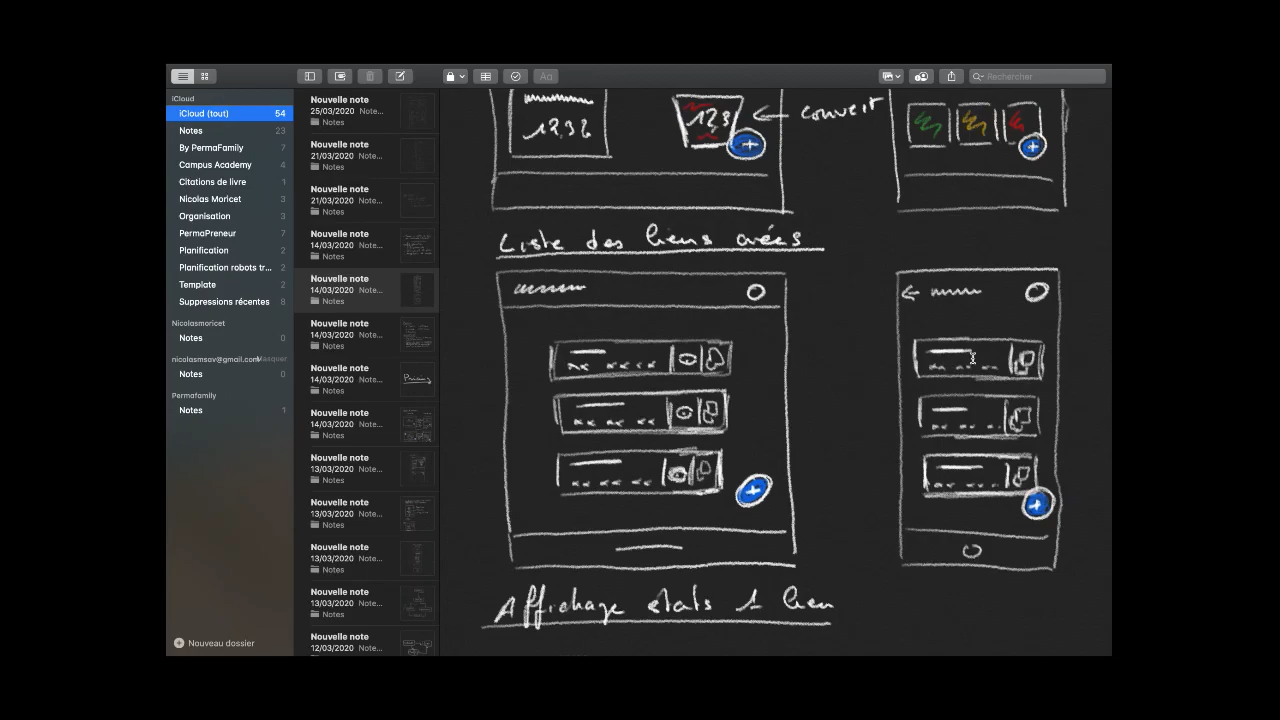 Rechercher
iCloud
iCloud (tout) 54
Notes 23
By PermaFamily 7
Campus Academy 4
Citations de livre 1
Nicolas Moricet 3
Organisation 3
PermaPreneur 7
Planification 2
Planification robots tr... 2
Template 2
Suppressions récentes 8
Nicolasmoricet
Notes 0
nicolasmsav@gmail.com Masquer
Notes 0
Permafamily
Notes 1
Nouveau dossier
Nouvelle note
25/03/2020 Note...
Notes
Nouvelle note
21/03/2020 Note...
Notes
Nouvelle note
21/03/2020 Note...
Notes
Nouvelle note
14/03/2020 Note...
Notes
Nouvelle note
14/03/2020 Note...
Notes
Nouvelle note
14/03/2020 Note...
Notes
Nouvelle note
14/03/2020 Note...
Notes
Nouvelle note
14/03/2020 Note...
Notes
Nouvelle note
13/03/2020 Note...
Notes
Nouvelle note
13/03/2020 Note...
Notes
Nouvelle note
13/03/2020 Note...
Notes
Nouvelle note
13/03/2020 Note...
Notes
Nouvelle note
12/03/2020 Note...
Notes
12,32
12,3
convert
Liste des liens créés
Affichage etats 1 lien